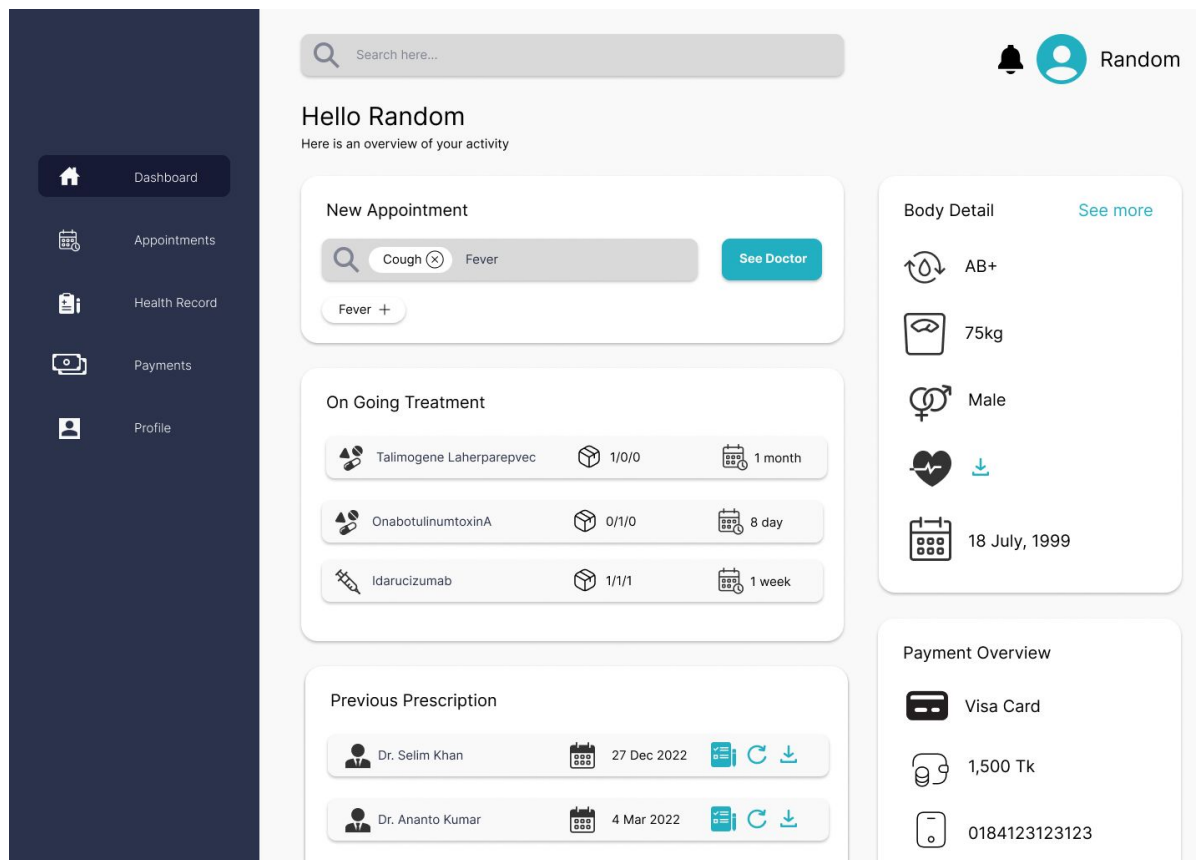 Search here...
Random
Hello Random
Here is an overview of your activity
Dashboard
Appointments
Health Record
Payments
Profile
New Appointment
Cough Fever
See Doctor
Fever +
On Going Treatment
Talimogene Laherparepvec 1/0/0 1 month
OnabotulinumtoxinA 0/1/0 8 day
Idarucizumab 1/1/1 1 week
Previous Prescription
Dr. Selim Khan 27 Dec 2022
Dr. Ananto Kumar 4 Mar 2022
Body Detail See more
AB+
75kg
Male
18 July, 1999
Payment Overview
Visa Card
1,500 Tk
0184123123123